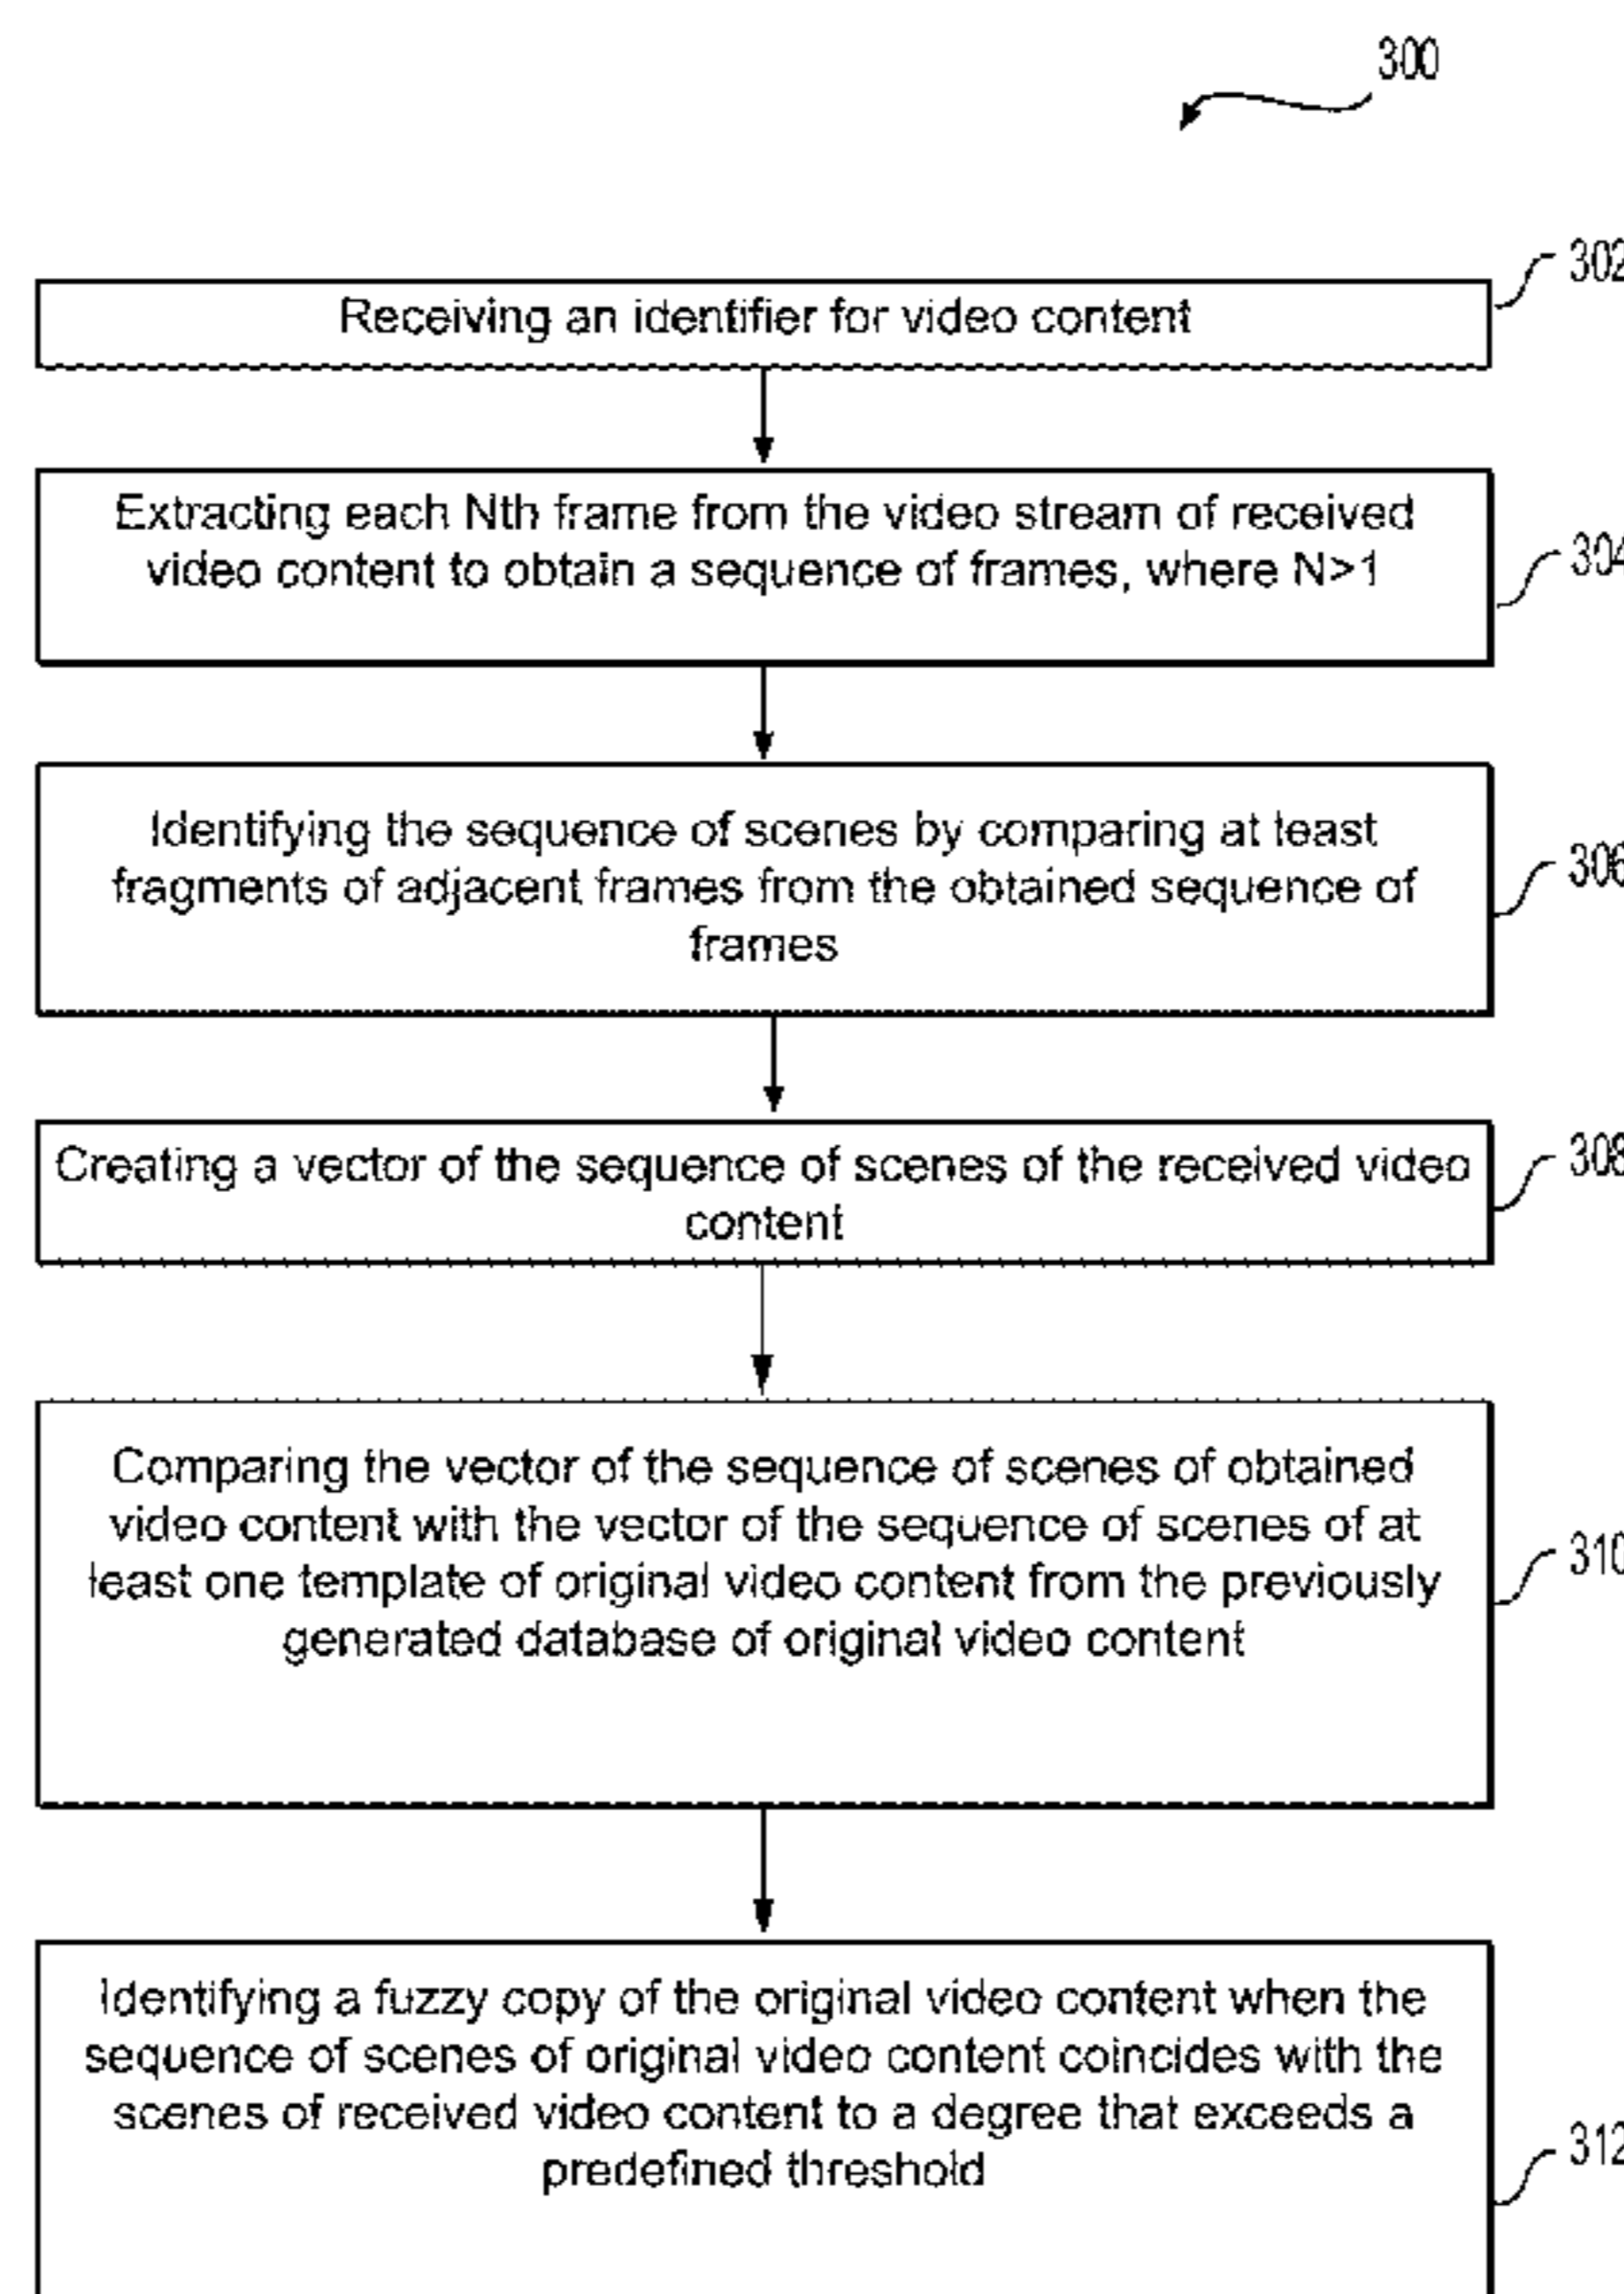 300
302
Receiving an identifier for video content
Extracting each Nth frame from the video stream of received
video content to obtain a sequence of frames, where N>1
304
Identifying the sequence of scenes by comparing at least
fragments of adjacent frames from the obtained sequence of
frames
306
Creating a vector of the sequence of scenes of the received video
content
308
Comparing the vector of the sequence of scenes of obtained
video content with the vector of the sequence of scenes of at
least one template of original video content from the previously
generated database of original video content
310
Identifying a fuzzy copy of the original video content when the
sequence of scenes of original video content coincides with the
scenes of received video content to a degree that exceeds a
predefined threshold
312